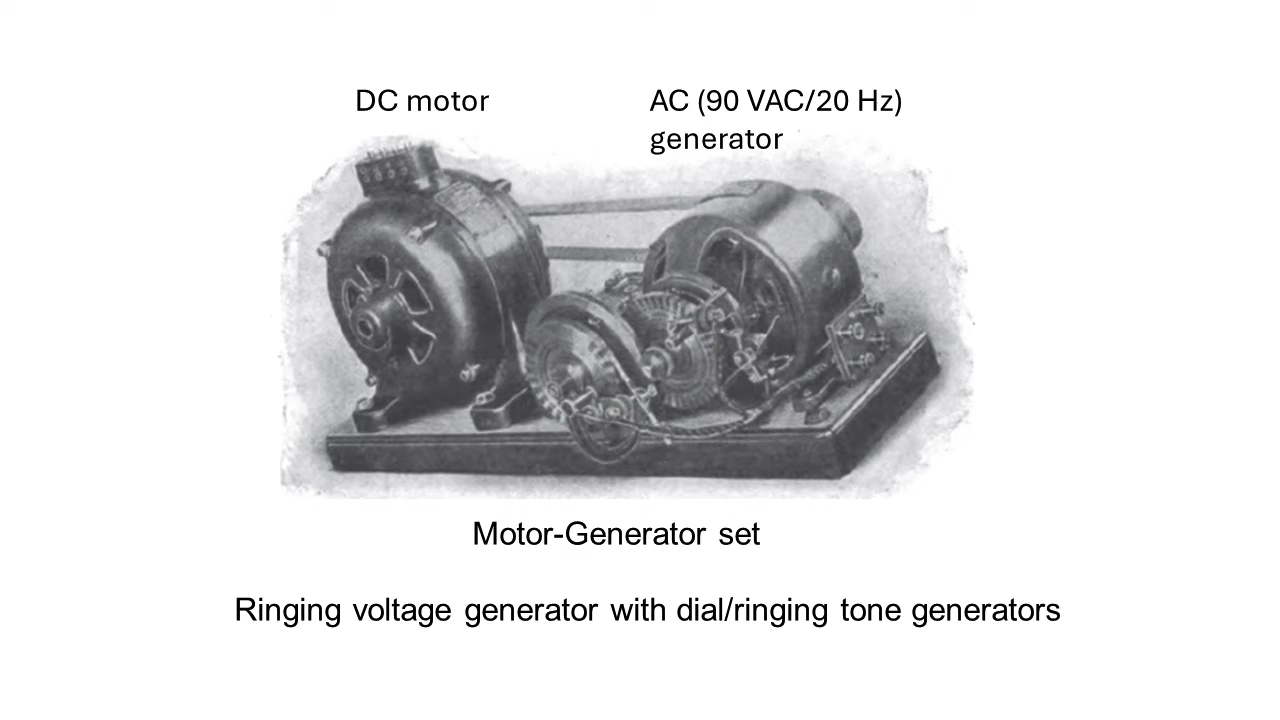 DC motor
AC (90 VAC/20 Hz)
generator
Motor-Generator set
Ringing voltage generator with dial/ringing tone generators